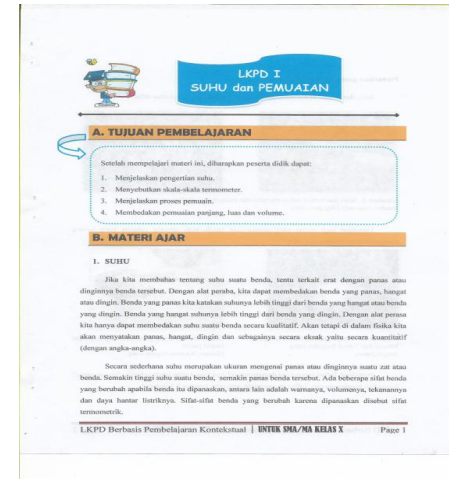 LKPD I
SUHU dan PEMUAIAN
A. TUJUAN PEMBELAJARAN
Setelah mempelajari materi ini, diharapkan peserta didik dapat:
1. Menjelaskan pengertian suhu.
2. Menyebutkan skala-skala termometer.
3. Menjelaskan proses pemuain.
4. Membedakan pemuaian panjang, luas dan volume.
B. MATERI AJAR
1. SUHU
Jika kita membahas tentang suhu suatu benda, tentu terkait erat dengan panas atau
dinginnya benda tersebut. Dengan alat peraba, kita dapat membedakan benda yang panas, hangat
atau dingin. Benda yang panas kita katakan suhunya lebih tinggi dari benda yang hangat atau benda
yang dingin. Benda yang hangat suhunya lebih tinggi dari benda yang dingin. Dengan alat perasa
kita hanya dapat membedakan suhu suatu benda secara kualitatif. Akan tetapi di dalam fisika kita
akan menyatakan panas, hangat, dingin dan sebagainya secara eksak yaitu secara kuantitatif
(dengan angka-angka).
Secara sederhana suhu merupakan ukuran mengenai panas atau dinginnya suatu zat atau
benda. Semakin tinggi suhu suatu benda, semakin panas benda tersebut. Ada beberapa sifat benda
yang berubah apabila benda itu dipanaskan, antara lain adalah warnanya, volumenya, tekanannya
dan daya hantar listriknya. Sifat-sifat benda yang berubah karena dipanaskan disebut sifat
termometrik.
LKPD Berbasis Pembelajaran Kontekstual | UNTUK SMA/MA KELAS X Page 1